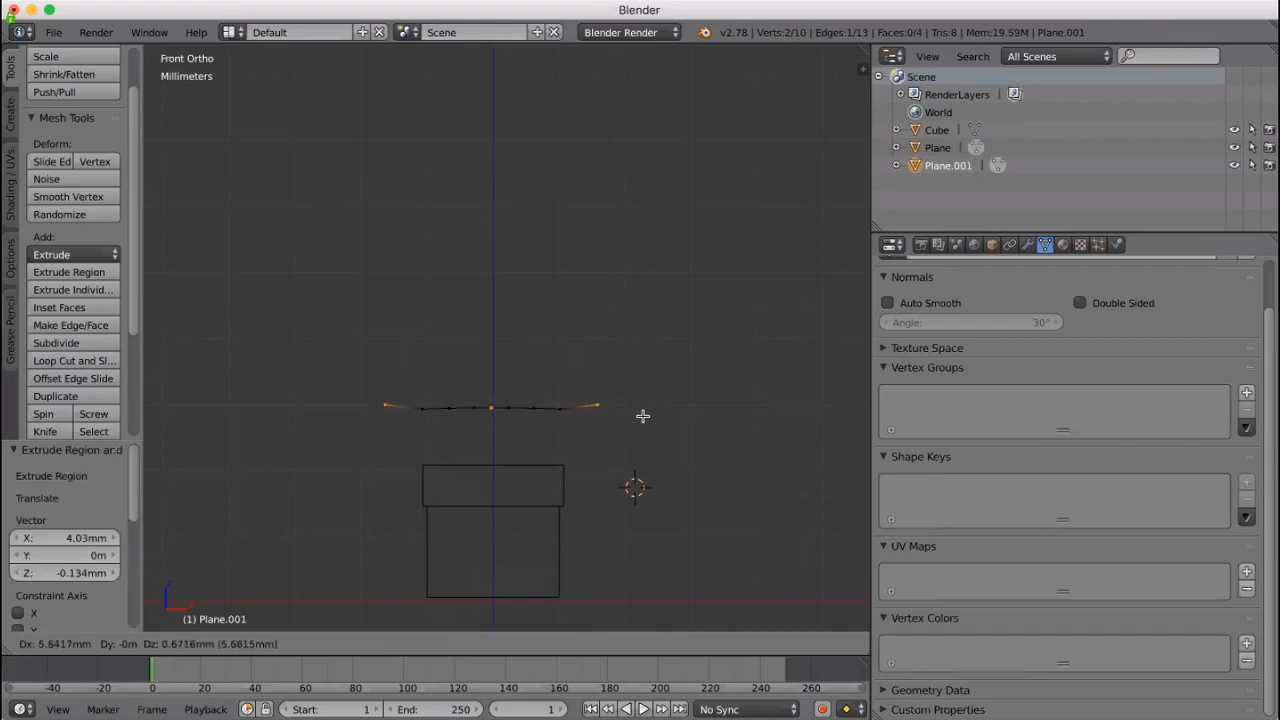 Blender
File Render Window Help Default Scene Blender Render v2.78 | Verts:2/10 | Edges:1/13 | Faces:0/4 | Tris:8 | Mem:19.59M | Plane.001
Tools
Create
Shading / UVs
Options
Grease Pencil
Scale
Shrink/Fatten
Push/Pull
Mesh Tools
Deform:
Slide Ed Vertex
Noise
Smooth Vertex
Randomize
Add:
Extrude
Extrude Region
Extrude Individ...
Inset Faces
Make Edge/Face
Subdivide
Loop Cut and Sl...
Offset Edge Slide
Duplicate
Spin Screw
Knife Select
Extrude Region and
Extrude Region
Translate
Vector
X: 4.03mm
Y: 0m
Z: -0.134mm
Constraint Axis
X
Front Ortho
Millimeters
(1) Plane.001
Dx: 5.6417mm Dy: -0m Dz: 0.6716mm (5.6815mm)
View Search All Scenes
Scene
RenderLayers
World
Cube
Plane
Plane.001
Normals
Auto Smooth Double Sided
Angle: 30°
Texture Space
Vertex Groups
Shape Keys
UV Maps
Vertex Colors
Geometry Data
Custom Properties
-40 -20 0 20 40 60 80 100 120 140 160 180 200 220 240 260
View Marker Frame Playback Start: 1 End: 250 1 No Sync